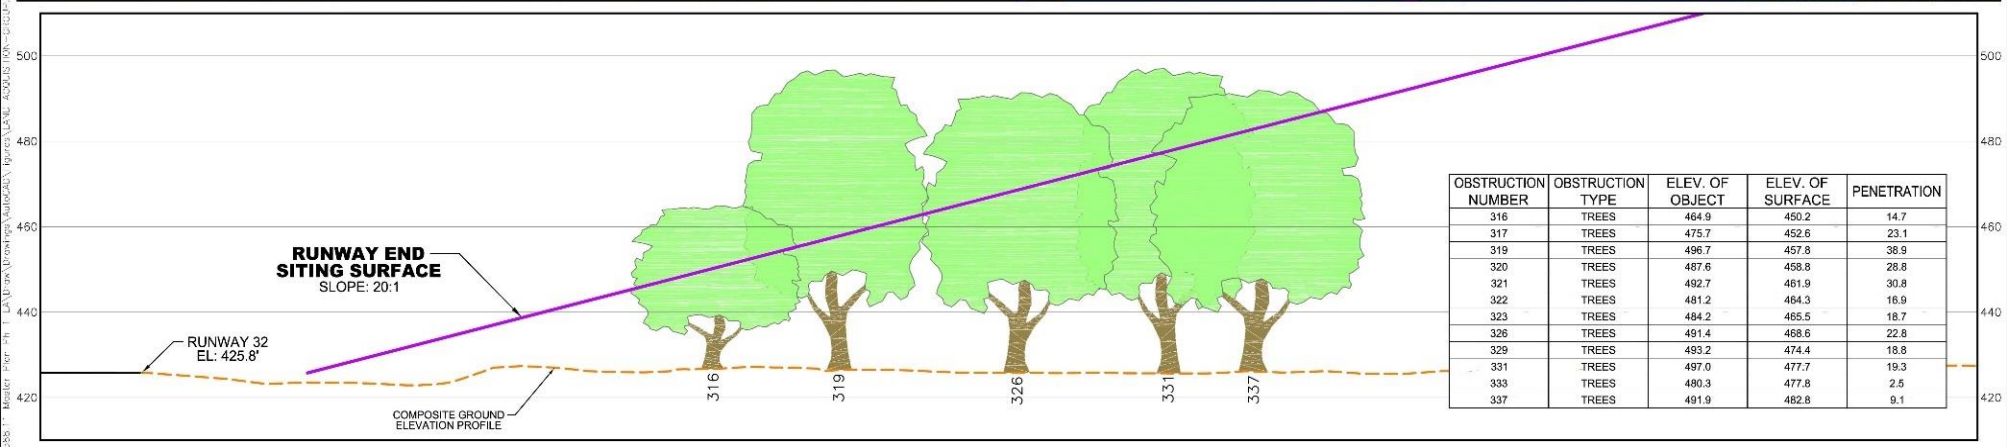 500
480
460
440
420
500
480
460
440
420
RUNWAY END
SITING SURFACE
SLOPE: 20:1
RUNWAY 32
EL: 425.8'
COMPOSITE GROUND
ELEVATION PROFILE
316
319
326
331
337
OBSTRUCTION NUMBER OBSTRUCTION TYPE ELEV. OF OBJECT ELEV. OF SURFACE PENETRATION
316 TREES 464.9 450.2 14.7
317 TREES 475.7 452.6 23.1
319 TREES 496.7 457.8 38.9
320 TREES 487.6 458.8 28.8
321 TREES 492.7 461.9 30.8
322 TREES 481.2 464.3 16.9
323 TREES 484.2 465.5 18.7
326 TREES 491.4 468.6 22.8
329 TREES 493.2 474.4 18.8
331 TREES 497.0 477.7 19.3
333 TREES 480.3 477.8 2.5
337 TREES 491.9 482.8 9.1